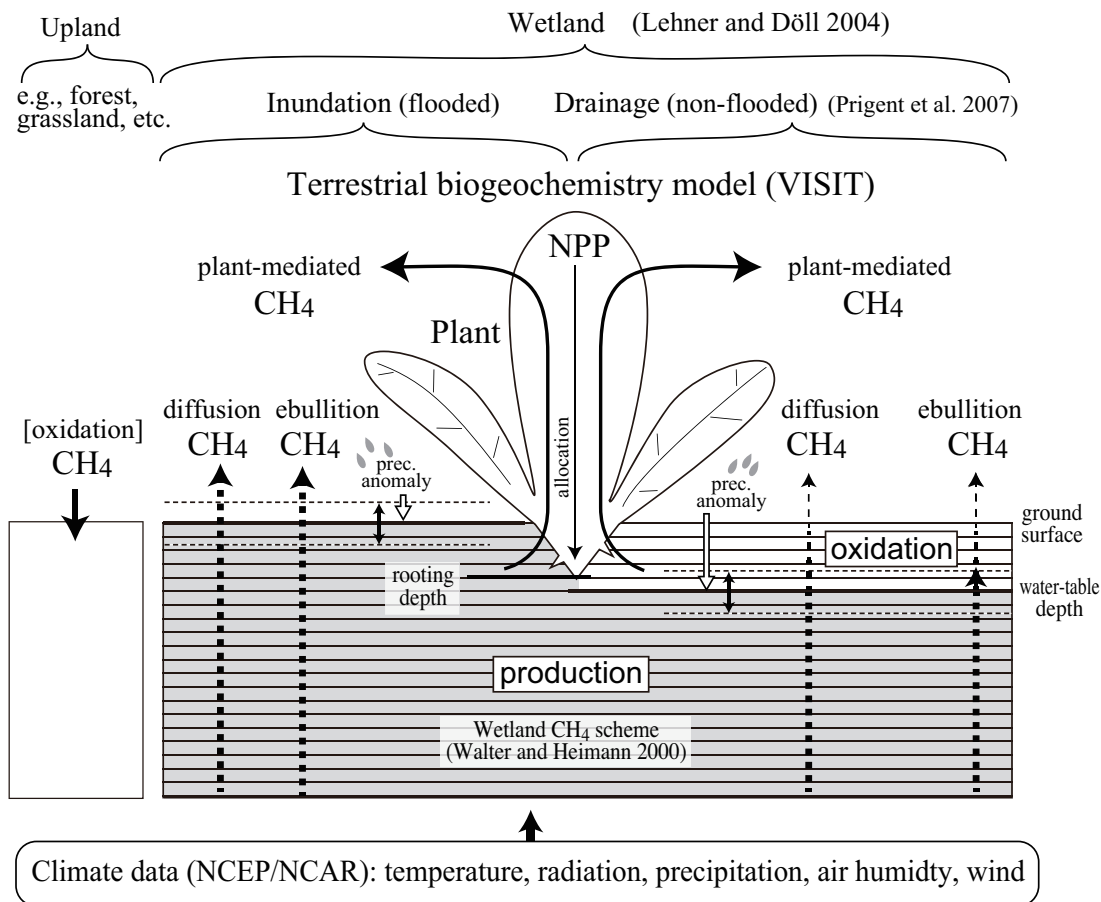 Upland
Wetland (Lehner and Döll 2004)
e.g., forest,
grassland, etc.
Inundation (flooded)
Drainage (non-flooded) (Prigent et al. 2007)
Terrestrial biogeochemistry model (VISIT)
NPP
plant-mediated
CH4
plant-mediated
CH4
Plant
[oxidation]
CH4
diffusion
CH4
ebullition
CH4
prec.
anomaly
allocation
prec.
anomaly
diffusion
CH4
ebullition
CH4
ground
surface
oxidation
rooting
depth
water-table
depth
production
Wetland CH4 scheme
(Walter and Heimann 2000)
Climate data (NCEP/NCAR): temperature, radiation, precipitation, air humidty, wind